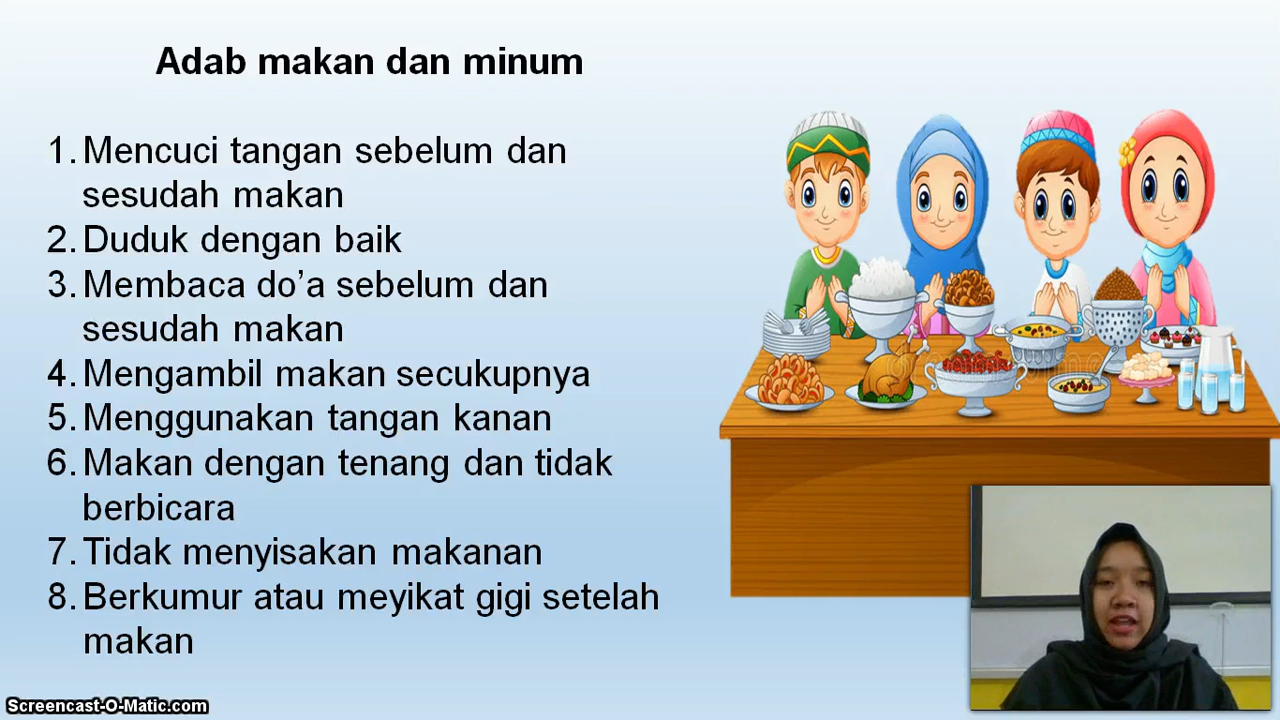 Adab makan dan minum
1. Mencuci tangan sebelum dan
sesudah makan
2. Duduk dengan baik
3. Membaca do’a sebelum dan
sesudah makan
4. Mengambil makan secukupnya
5. Menggunakan tangan kanan
6. Makan dengan tenang dan tidak
berbicara
7. Tidak menyisakan makanan
8. Berkumur atau meyikat gigi setelah
makan
Screencast-O-Matic.com